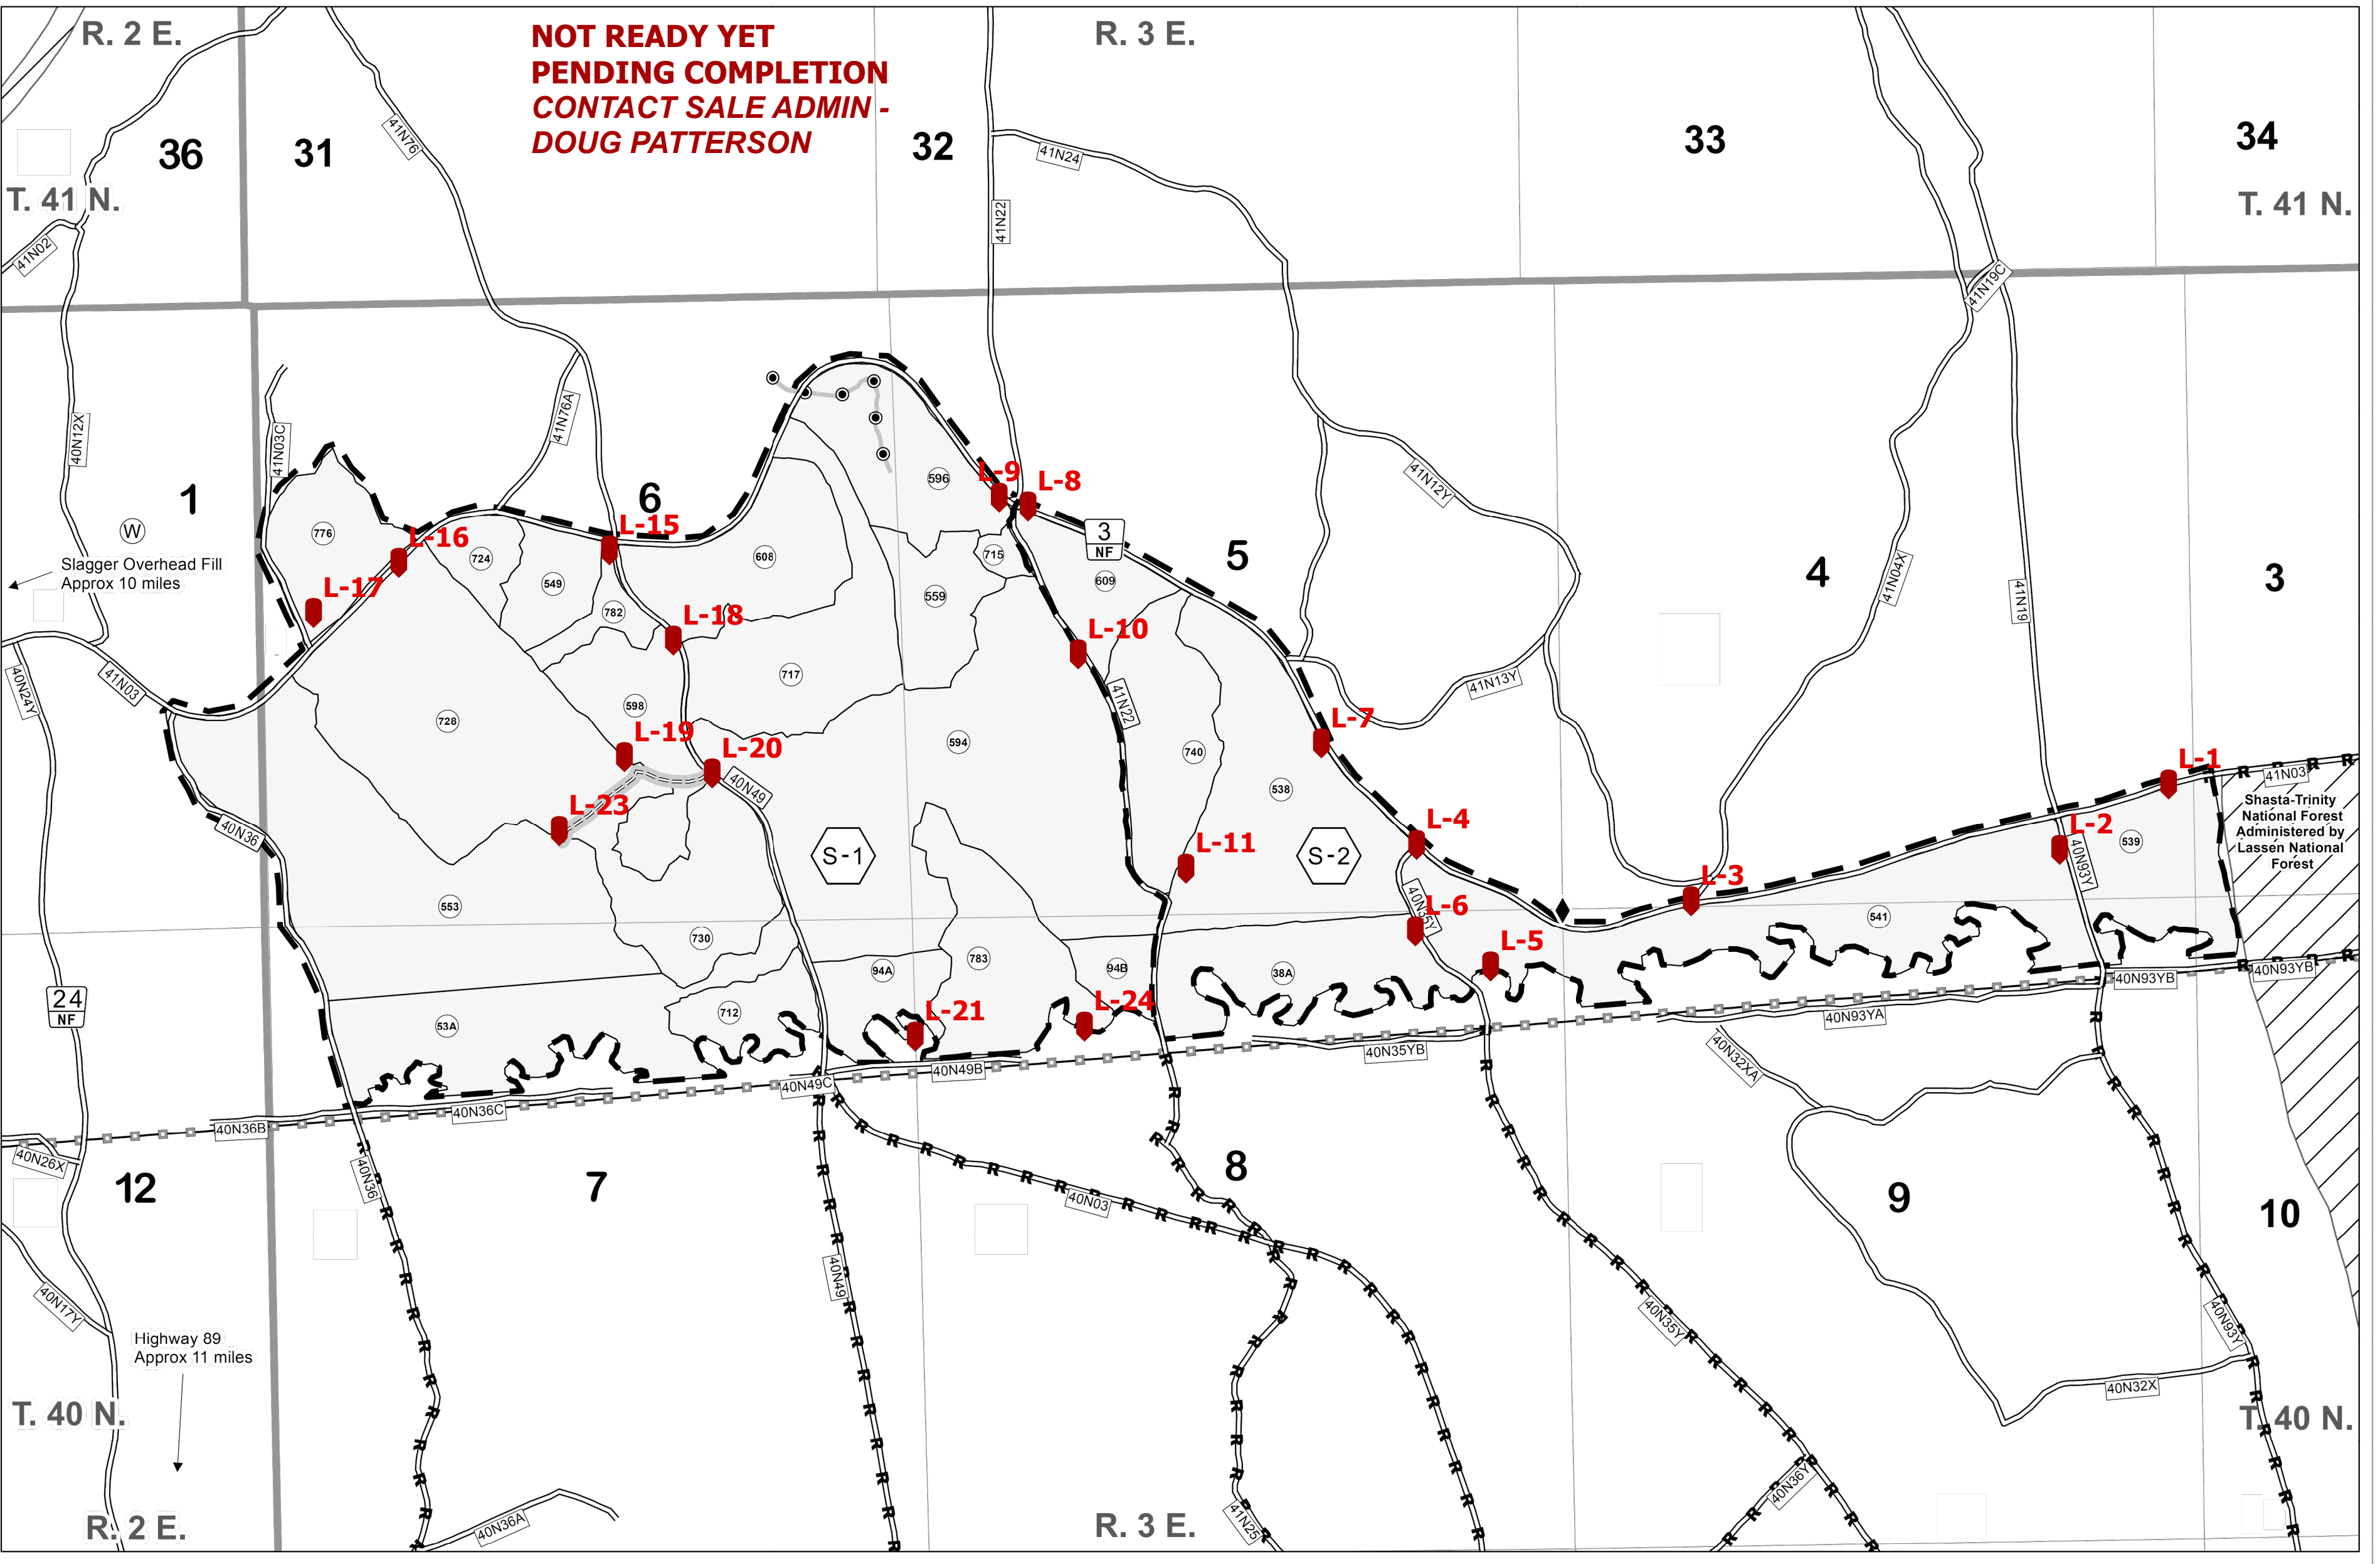 R. 2 E.
NOT READY YET
PENDING COMPLETION
CONTACT SALE ADMIN -
DOUG PATTERSON
R. 3 E.
36
31
41N76
32
41N24
33
34
T. 41 N.
T. 41 N.
41N02
41N22
41N19C
40N12X
41N03C
41N76A
1
W
6
5
4
3
Slagger Overhead Fill
Approx 10 miles
776
L-16
724
549
L-15
608
596
L-9
L-8
3
NF
715
609
559
41N12Y
41N04X
41N19
L-17
782
L-18
L-10
717
598
728
40N24Y
41N03
41N22
41N13Y
L-19
L-20
594
740
L-7
538
L-1
41N03
L-23
40N49
40N36
S-1
L-11
S-2
L-4
L-2
539
40N93Y
Shasta-Trinity
National Forest
Administered by
Lassen National
Forest
553
L-3
40N35Y
L-6
541
730
94A
783
94B
38A
L-5
40N93YB
40N93YB
24
NF
53A
712
L-21
L-24
40N93YA
40N35YB
40N49B
40N49C
40N36C
40N36B
40N26X
40N32XA
12
40N36
7
8
40N03
9
10
40N49
40N17Y
Highway 89
Approx 11 miles
40N35Y
40N93Y
40N32X
T. 40 N.
T. 40 N.
40N36Y
R. 2 E.
40N36A
R. 3 E.
41N25
R R R R R R